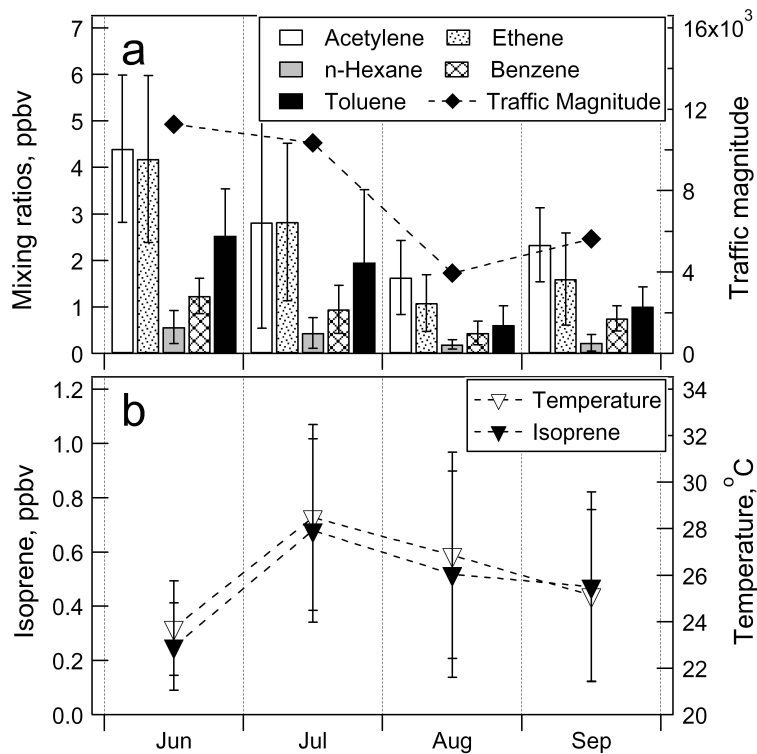 a
Acetylene Ethene
n-Hexane Benzene
Toluene Traffic Magnitude
Mixing ratios, ppbv
7
6
5
4
3
2
1
0
Traffic magnitude
16x10³
12
8
4
0
b
Temperature
Isoprene
Isoprene, ppbv
1.2
1.0
0.8
0.6
0.4
0.2
0.0
Temperature, °C
34
32
30
28
26
24
22
20
Jun Jul Aug Sep